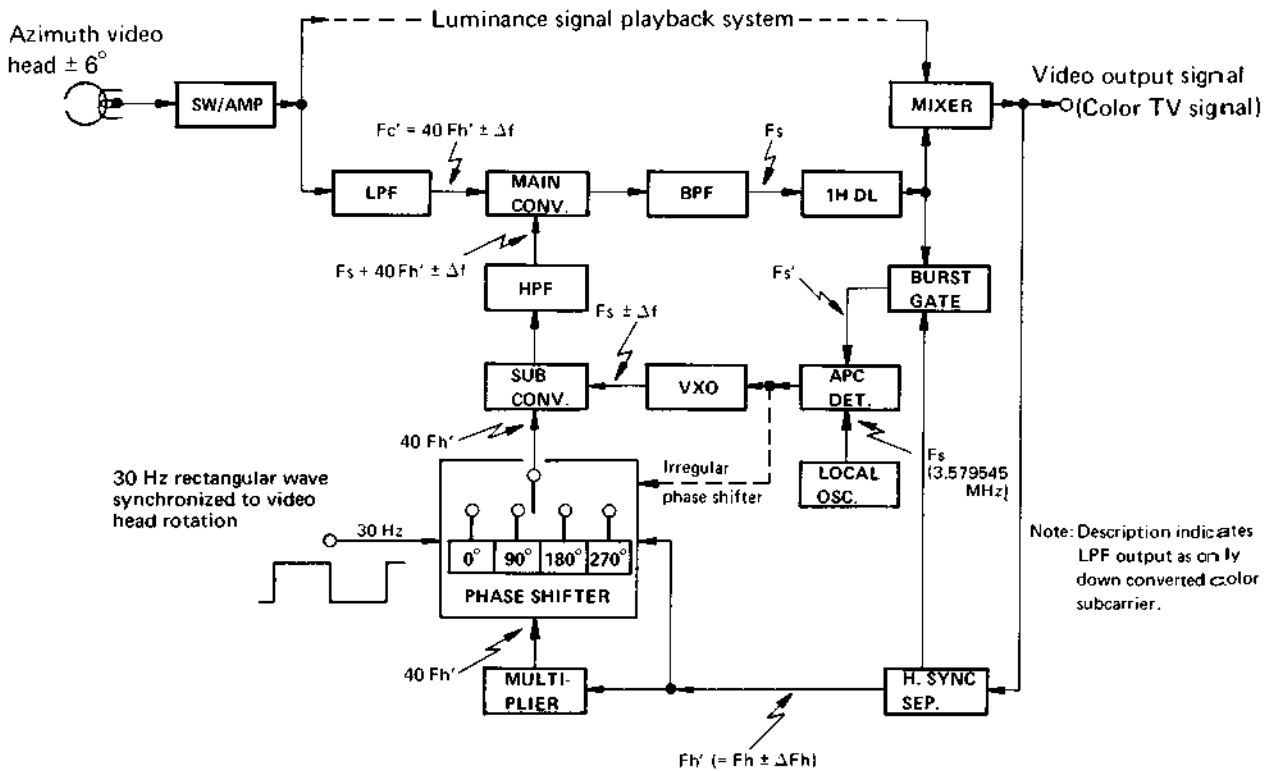 Luminance signal playback system
Azimuth video
head ± 6°
SW/AMP
MIXER
Video output signal
(Color TV signal)
Fc' = 40 Fh' ± Δf
Fs
LPF
MAIN
CONV.
BPF
1H DL
Fs + 40 Fh' ± Δf
HPF
Fs'
BURST
GATE
Fs ± Δf
SUB
CONV.
VXO
APC
DET.
40 Fh'
Fs
(3.579545
MHz)
LOCAL
OSC.
Irregular
phase shifter
30 Hz rectangular wave
synchronized to video
head rotation
30 Hz
0° 90° 180° 270°
PHASE SHIFTER
Note: Description indicates
LPF output as only
down converted color
subcarrier.
40 Fh'
MULTI-
PLIER
H. SYNC
SEP.
Fh' (= Fh ± ΔFh)